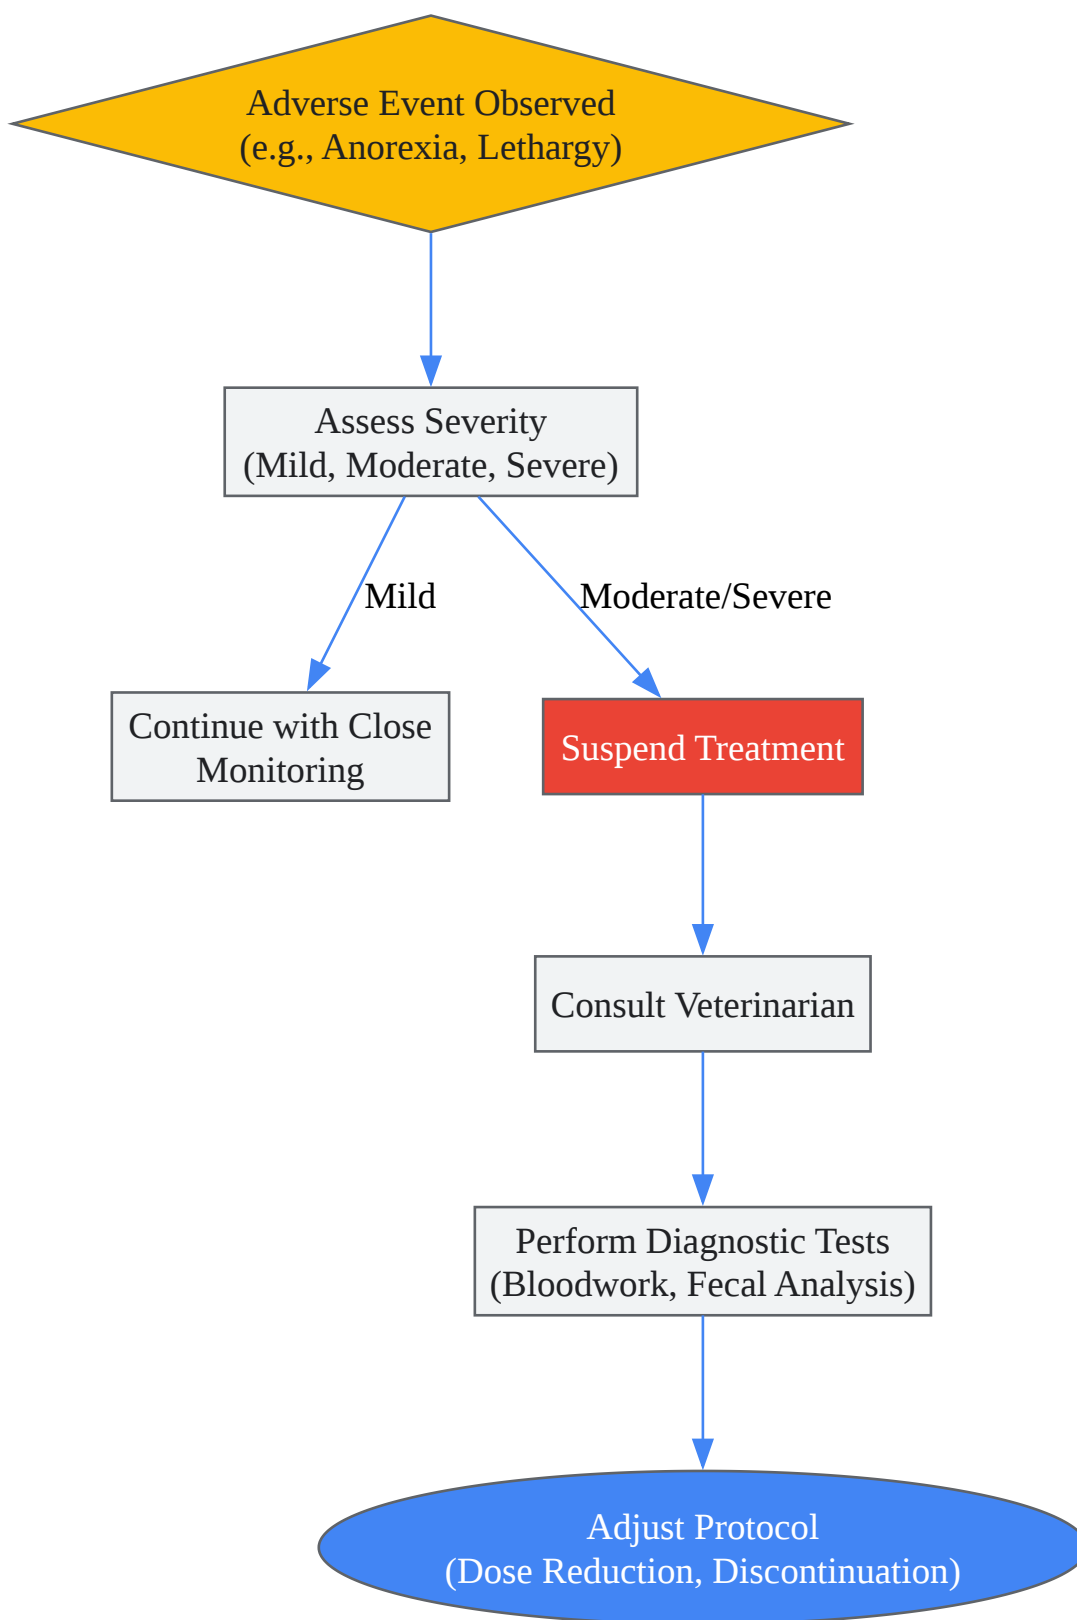 Adverse Event Observed
(e.g., Anorexia, Lethargy)
Assess Severity
(Mild, Moderate, Severe)
Mild
Moderate/Severe
Continue with Close
Monitoring
Suspend Treatment
Consult Veterinarian
Perform Diagnostic Tests
(Bloodwork, Fecal Analysis)
Adjust Protocol
(Dose Reduction, Discontinuation)